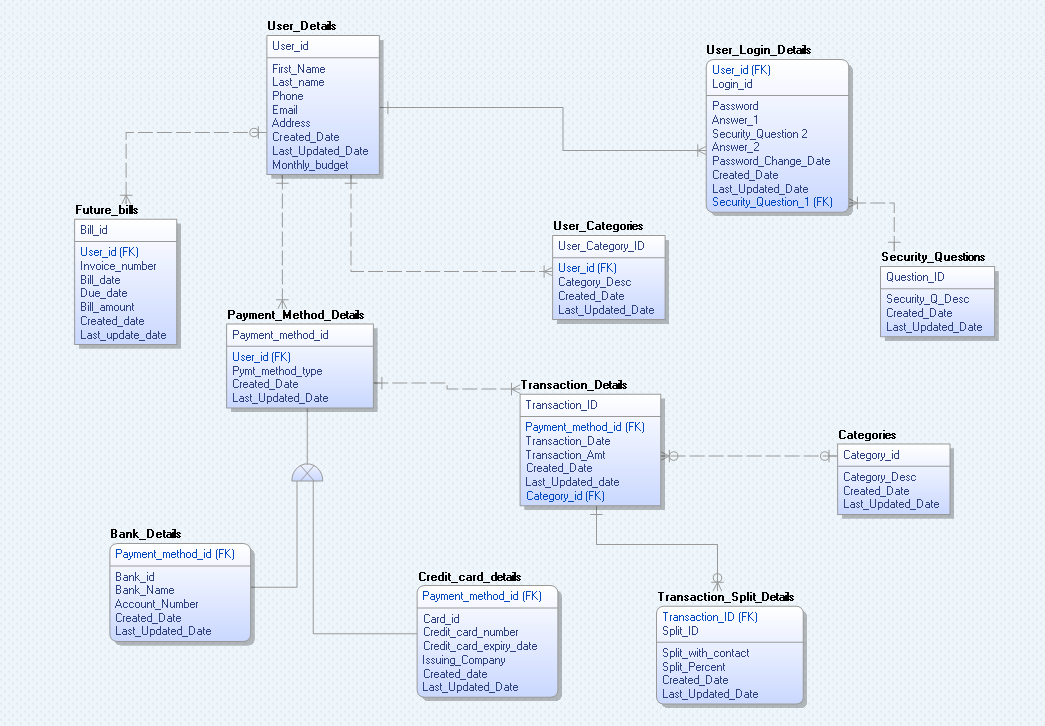 User_Details
User_id
First_Name
Last_name
Phone
Email
Address
Created_Date
Last_Updated_Date
Monthly_budget
User_Login_Details
User_id (FK)
Login_id
Password
Answer_1
Security_Question 2
Answer_2
Password_Change_Date
Created_Date
Last_Updated_Date
Security_Question_1 (FK)
Future_bills
Bill_id
User_id (FK)
Invoice_number
Bill_date
Due_date
Bill_amount
Created_date
Last_update_date
User_Categories
User_Category_ID
User_id (FK)
Category_Desc
Created_Date
Last_Updated_Date
Security_Questions
Question_ID
Security_Q_Desc
Created_Date
Last_Updated_Date
Payment_Method_Details
Payment_method_id
User_id (FK)
Pymt_method_type
Created_Date
Last_Updated_Date
Transaction_Details
Transaction_ID
Payment_method_id (FK)
Transaction_Date
Transaction_Amt
Created_Date
Last_Updated_date
Category_id (FK)
Categories
Category_id
Category_Desc
Created_Date
Last_Updated_Date
Bank_Details
Payment_method_id (FK)
Bank_id
Bank_Name
Account_Number
Created_Date
Last_Updated_Date
Credit_card_details
Payment_method_id (FK)
Card_id
Credit_card_number
Credit_card_expiry_date
Issuing_Company
Created_date
Last_Updated_Date
Transaction_Split_Details
Transaction_ID (FK)
Split_ID
Split_with_contact
Split_Percent
Created_Date
Last_Updated_Date